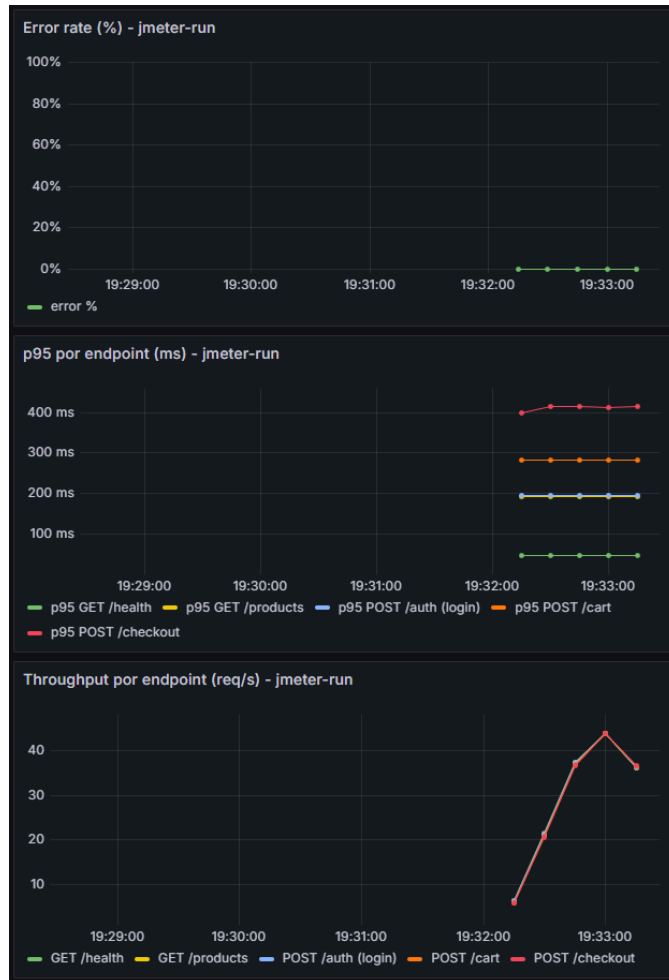 Error rate (%) - jmeter-run
100%
80%
60%
40%
20%
0%
19:29:00 19:30:00 19:31:00 19:32:00 19:33:00
error %
p95 por endpoint (ms) - jmeter-run
400 ms
300 ms
200 ms
100 ms
19:29:00 19:30:00 19:31:00 19:32:00 19:33:00
p95 GET /health p95 GET /products p95 POST /auth (login) p95 POST /cart
p95 POST /checkout
Throughput por endpoint (req/s) - jmeter-run
40
30
20
10
19:29:00 19:30:00 19:31:00 19:32:00 19:33:00
GET /health GET /products POST /auth (login) POST /cart POST /checkout